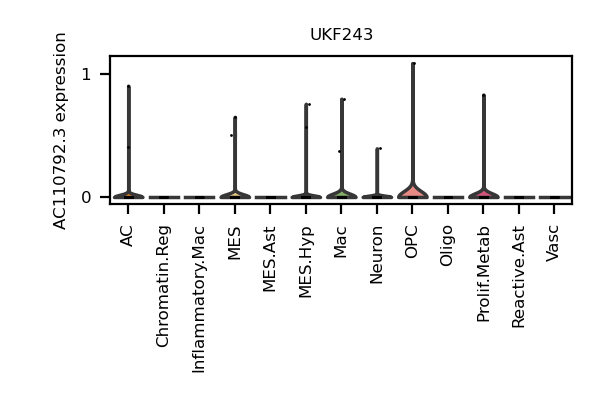 UKF243
AC110792.3 expression
1
0
AC
Chromatin.Reg
Inflammatory.Mac
MES
MES.Ast
MES.Hyp
Mac
Neuron
OPC
Oligo
Prolif.Metab
Reactive.Ast
Vasc